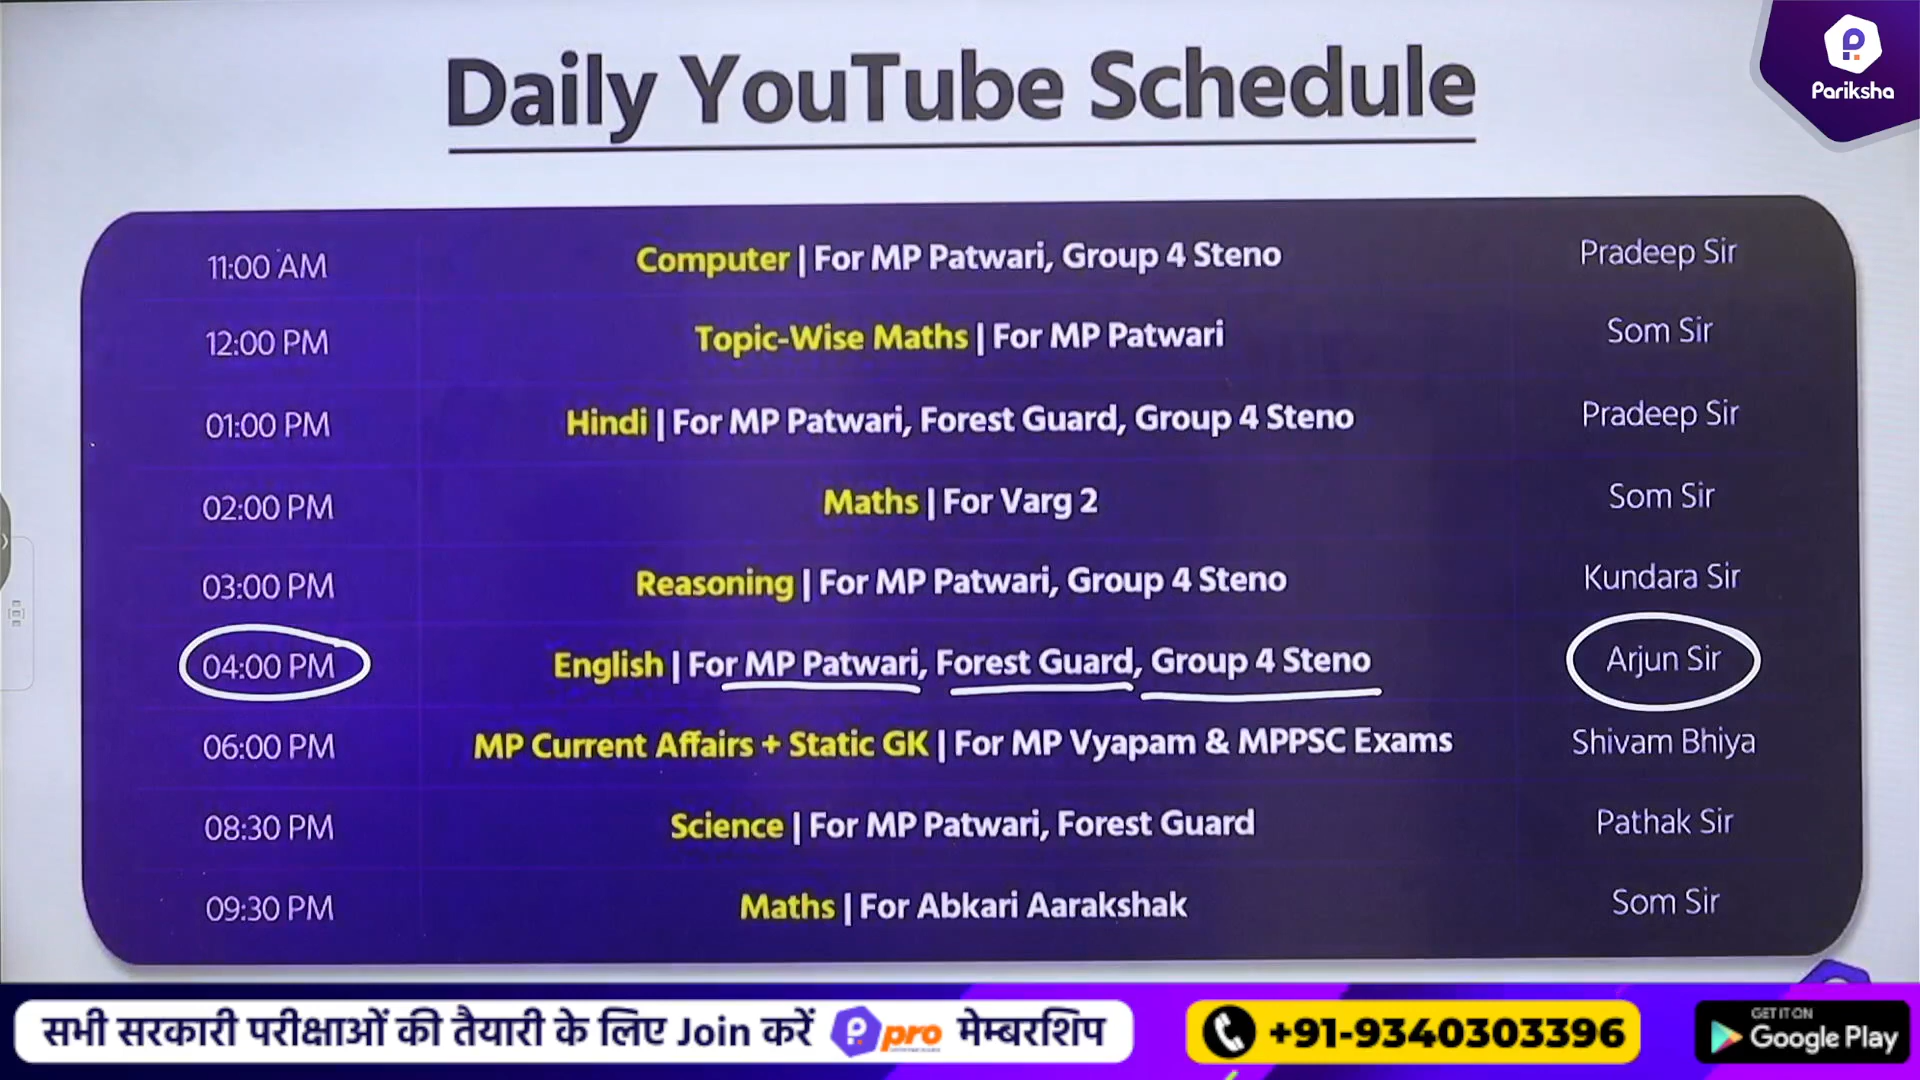 Daily YouTube Schedule
Pariksha
11:00 AM Computer | For MP Patwari, Group 4 Steno Pradeep Sir
12:00 PM Topic-Wise Maths | For MP Patwari Som Sir
01:00 PM Hindi | For MP Patwari, Forest Guard, Group 4 Steno Pradeep Sir
02:00 PM Maths | For Varg 2 Som Sir
03:00 PM Reasoning | For MP Patwari, Group 4 Steno Kundara Sir
04:00 PM English | For MP Patwari, Forest Guard, Group 4 Steno Arjun Sir
06:00 PM MP Current Affairs + Static GK | For MP Vyapam & MPPSC Exams Shivam Bhiya
08:30 PM Science | For MP Patwari, Forest Guard Pathak Sir
09:30 PM Maths | For Abkari Aarakshak Som Sir
सभी सरकारी परीक्षाओं की तैयारी के लिए Join करें pro मेम्बरशिप
+91-9340303396
GET IT ON
Google Play